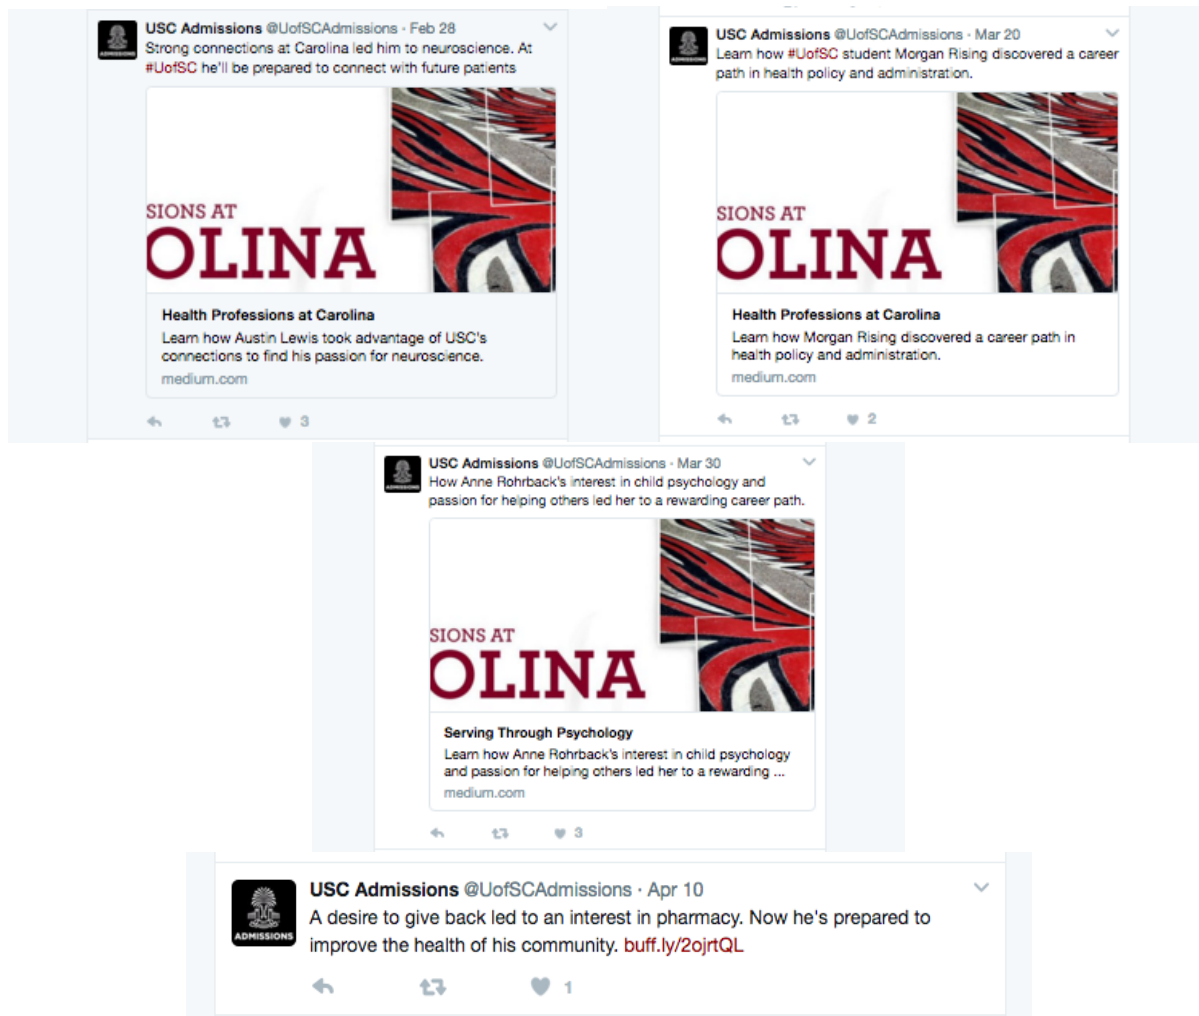 USC Admissions @UofSCAdmissions · Feb 28
Strong connections at Carolina led him to neuroscience. At
#UofSC he'll be prepared to connect with future patients
SIONS AT
OLINA
Health Professions at Carolina
Learn how Austin Lewis took advantage of USC's
connections to find his passion for neuroscience.
medium.com
3
ADMISSIONS
USC Admissions @UofSCAdmissions · Mar 20
Learn how #UofSC student Morgan Rising discovered a career
path in health policy and administration.
SIONS AT
OLINA
Health Professions at Carolina
Learn how Morgan Rising discovered a career path in
health policy and administration.
medium.com
2
ADMISSIONS
USC Admissions @UofSCAdmissions · Mar 30
How Anne Rohrback's interest in child psychology and
passion for helping others led her to a rewarding career path.
ADMISSIONS
SIONS AT
OLINA
Serving Through Psychology
Learn how Anne Rohrback's interest in child psychology
and passion for helping others led her to a rewarding ...
medium.com
3
USC Admissions @UofSCAdmissions · Apr 10
A desire to give back led to an interest in pharmacy. Now he's prepared to
improve the health of his community. buff.ly/2ojrtQL
ADMISSIONS
1